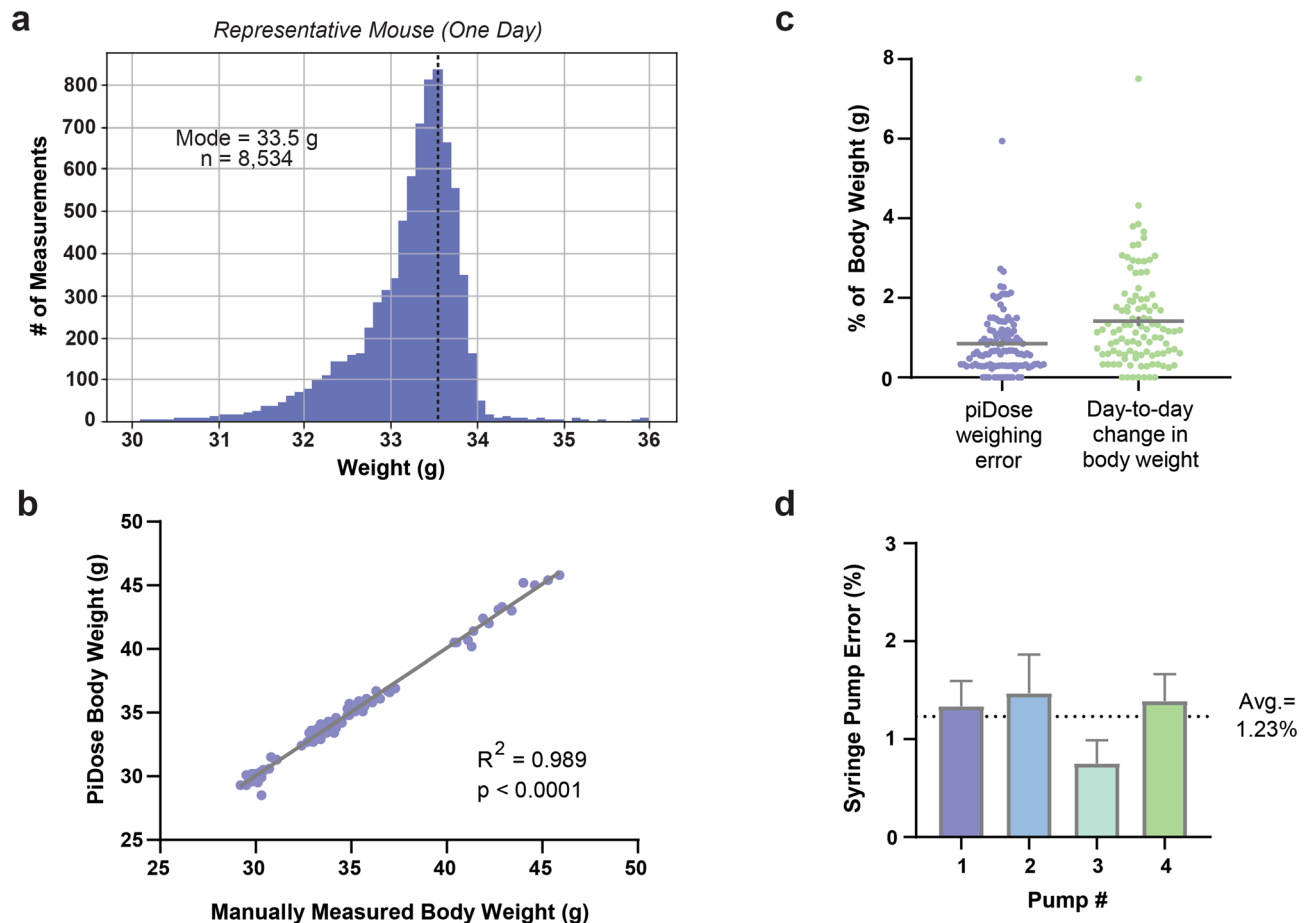 a
Representative Mouse (One Day)
# of Measurements
800
700
600
500
400
300
200
100
0
Mode = 33.5 g
n = 8,534
30 31 32 33 34 35 36
Weight (g)
b
PiDose Body Weight (g)
50
45
40
35
30
25
R² = 0.989
p < 0.0001
25 30 35 40 45 50
Manually Measured Body Weight (g)
c
% of Body Weight (g)
8
6
4
2
0
piDose
weighing
error
Day-to-day
change in
body weight
d
Syringe Pump Error (%)
3
2
1
0
Avg.=
1.23%
1 2 3 4
Pump #